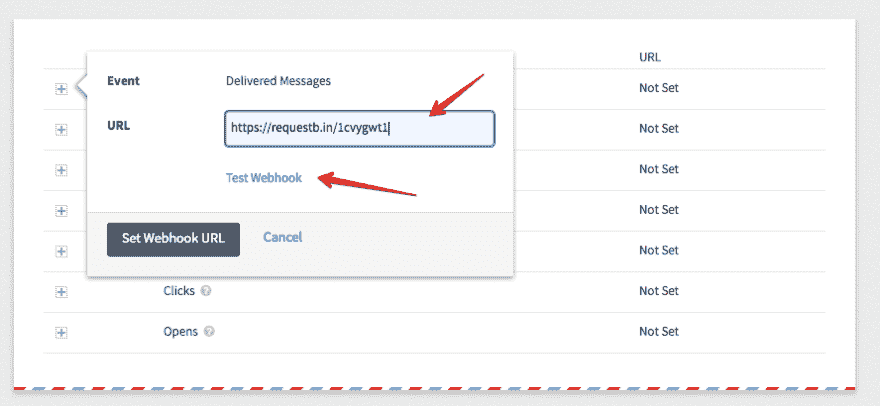 URL
Event Delivered Messages
Not Set
URL https://requestb.in/1cvygwt1
Not Set
Not Set
Test Webhook
Not Set
Set Webhook URL Cancel
Not Set
Clicks ? Not Set
Opens ? Not Set